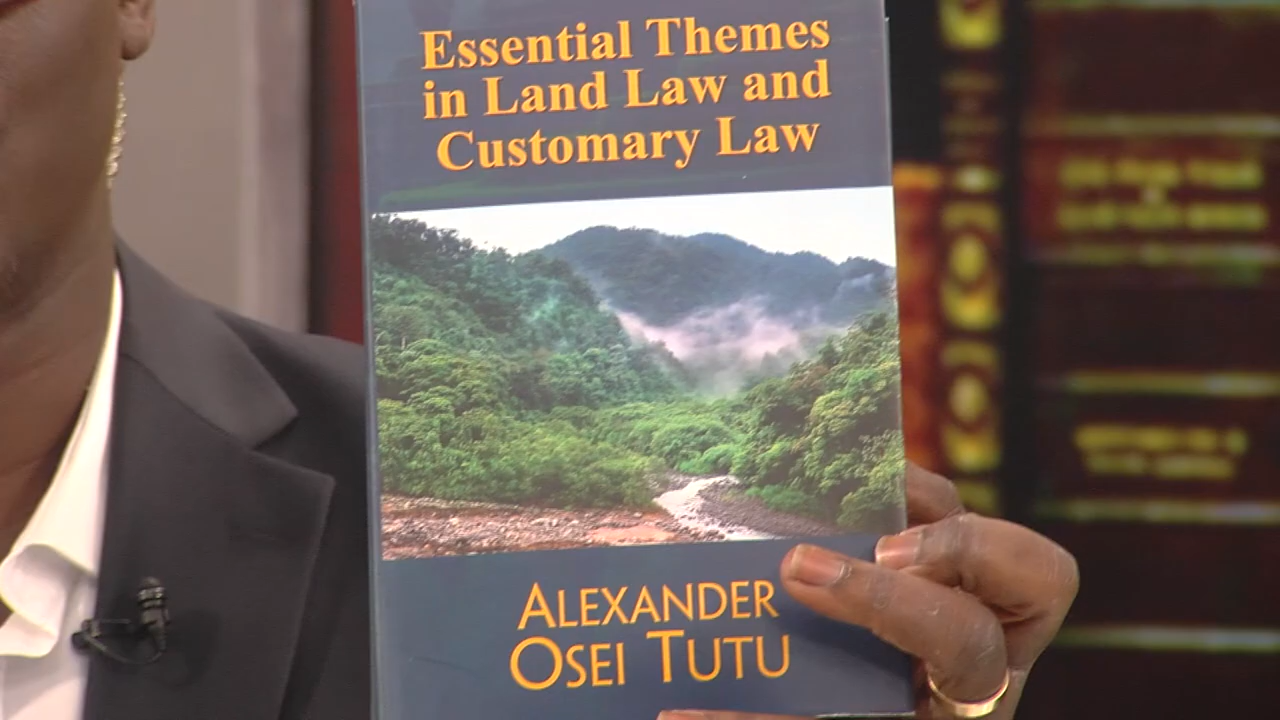 Essential Themes
in Land Law and
Customary Law
ALEXANDER
OSEI TUTU